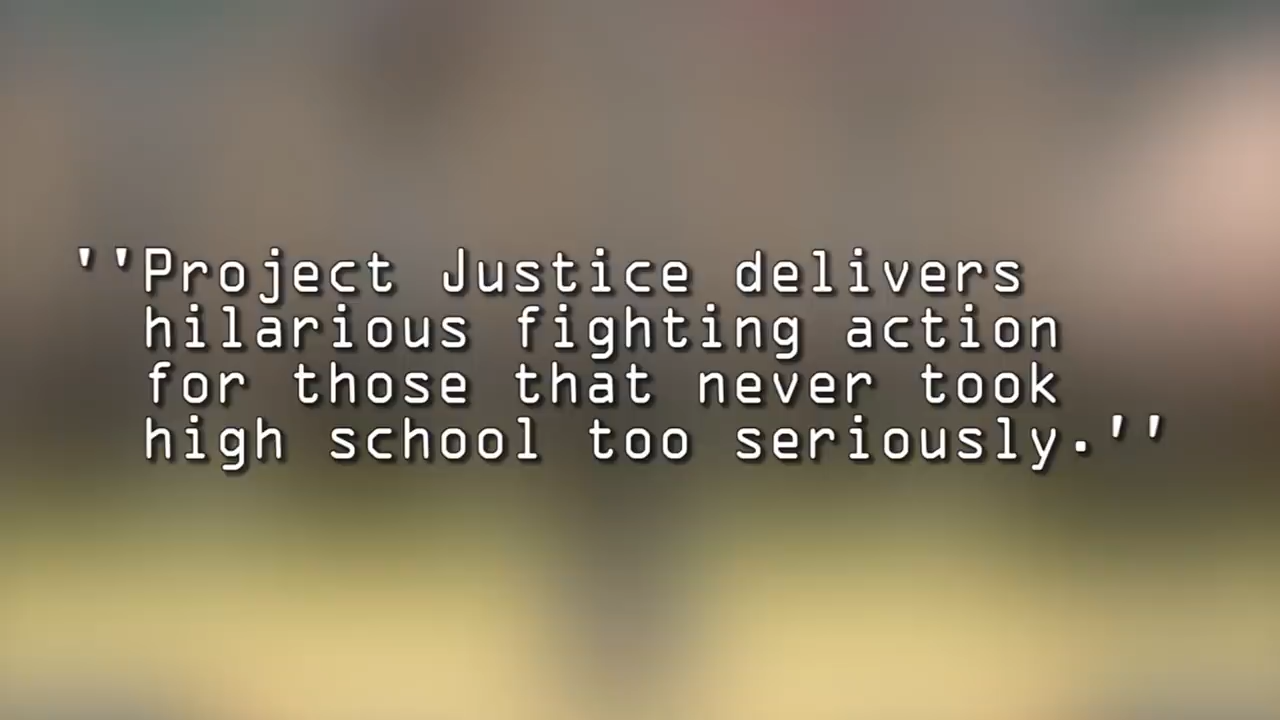 ''Project Justice delivers
hilarious fighting action
for those that never took
high school too seriously.''